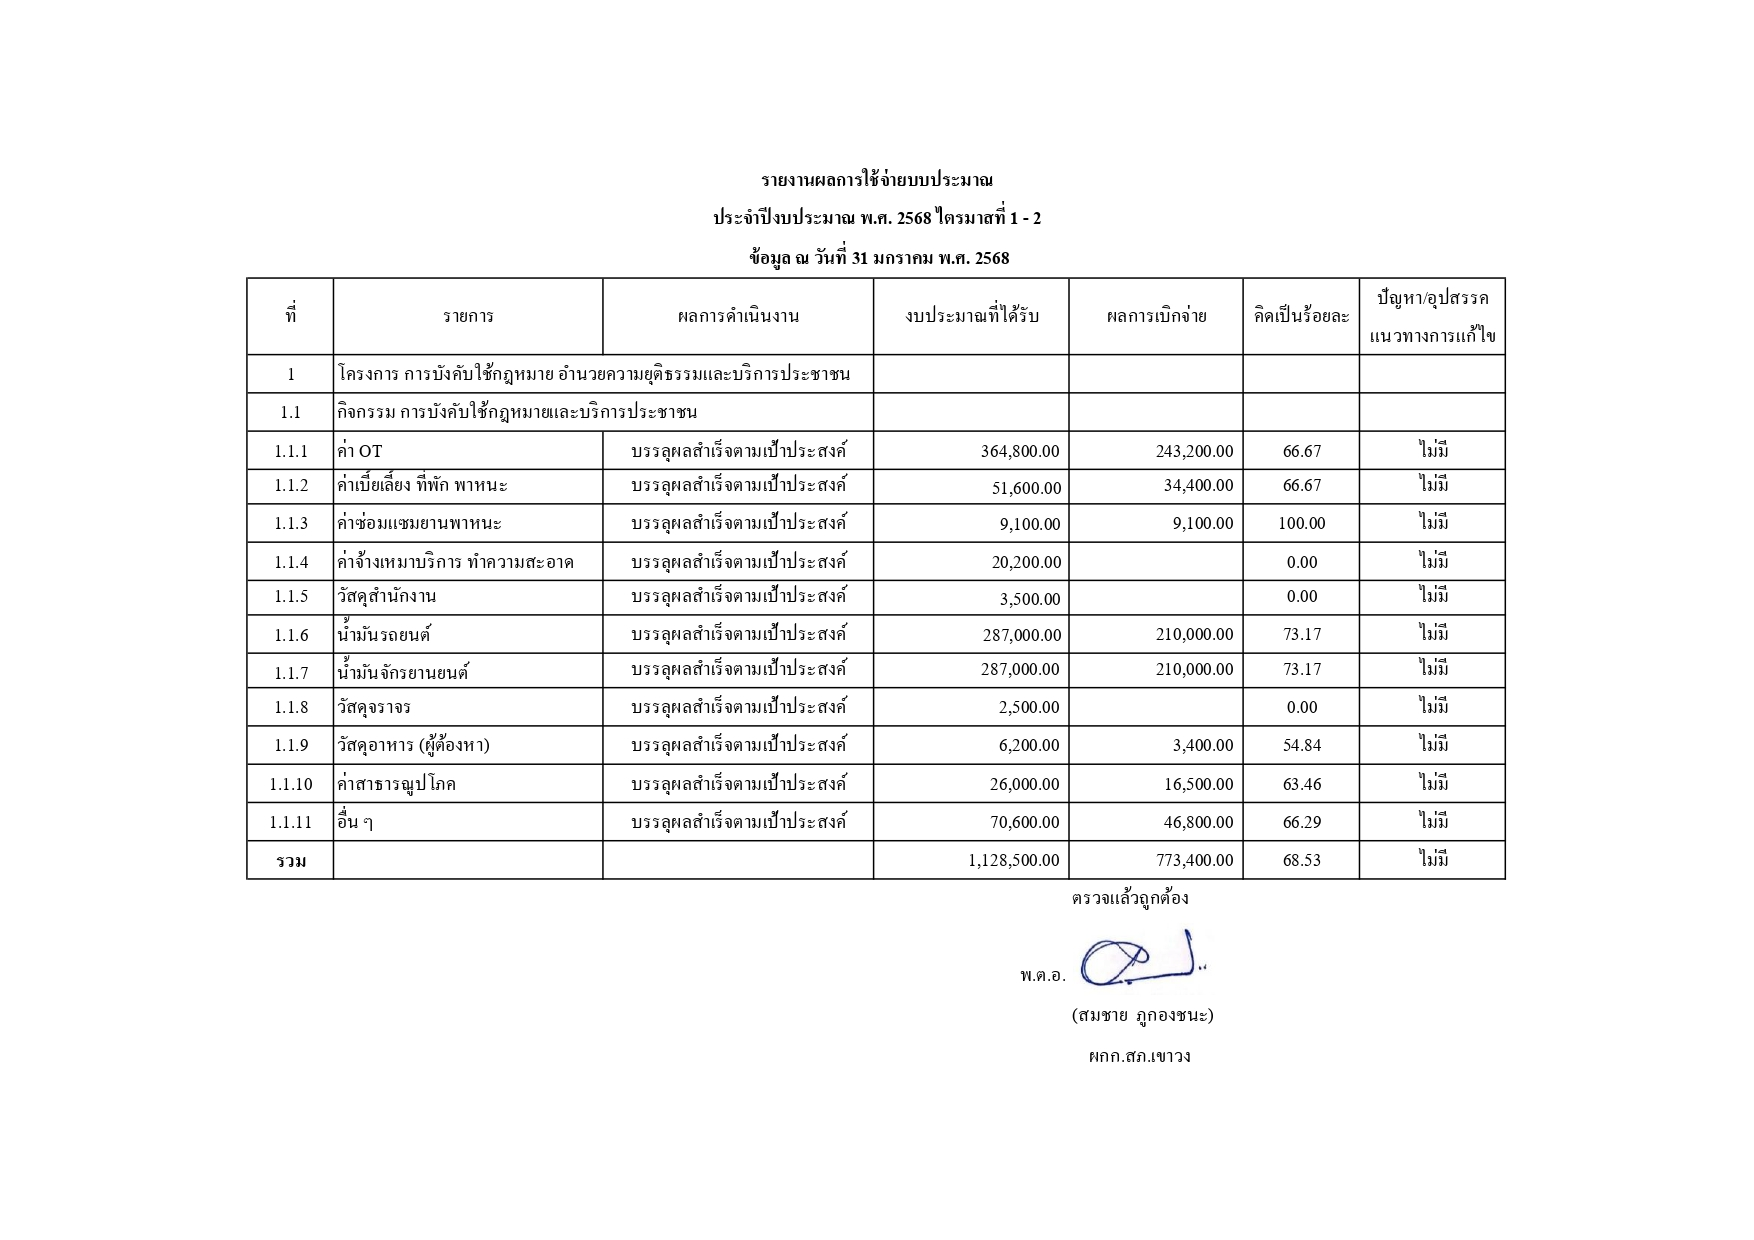 รายงานผลการใช้จ่ายบบประมาณ
ประจำปีงบประมาณ พ.ศ. 2568 ไตรมาสที่ 1 - 2
ข้อมูล ณ วันที่ 31 มกราคม พ.ศ. 2568
ที่ รายการ ผลการดำเนินงาน งบประมาณที่ได้รับ ผลการเบิกจ่าย คิดเป็นร้อยละ ปัญหา/อุปสรรค
แนวทางการแก้ไข
1 โครงการ การบังคับใช้กฎหมาย อำนวยความยุติธรรมและบริการประชาชน
1.1 กิจกรรม การบังคับใช้กฎหมายและบริการประชาชน
1.1.1 ค่า OT บรรลุผลสำเร็จตามเป้าประสงค์ 364,800.00 243,200.00 66.67 ไม่มี
1.1.2 ค่าเบี้ยเลี้ยง ที่พัก พาหนะ บรรลุผลสำเร็จตามเป้าประสงค์ 51,600.00 34,400.00 66.67 ไม่มี
1.1.3 ค่าซ่อมแซมยานพาหนะ บรรลุผลสำเร็จตามเป้าประสงค์ 9,100.00 9,100.00 100.00 ไม่มี
1.1.4 ค่าจ้างเหมาบริการ ทำความสะอาด บรรลุผลสำเร็จตามเป้าประสงค์ 20,200.00 0.00 ไม่มี
1.1.5 วัสดุสำนักงาน บรรลุผลสำเร็จตามเป้าประสงค์ 3,500.00 0.00 ไม่มี
1.1.6 น้ำมันรถยนต์ บรรลุผลสำเร็จตามเป้าประสงค์ 287,000.00 210,000.00 73.17 ไม่มี
1.1.7 น้ำมันจักรยานยนต์ บรรลุผลสำเร็จตามเป้าประสงค์ 287,000.00 210,000.00 73.17 ไม่มี
1.1.8 วัสดุจราจร บรรลุผลสำเร็จตามเป้าประสงค์ 2,500.00 0.00 ไม่มี
1.1.9 วัสดุอาหาร (ผู้ต้องหา) บรรลุผลสำเร็จตามเป้าประสงค์ 6,200.00 3,400.00 54.84 ไม่มี
1.1.10 ค่าสาธารณูปโภค บรรลุผลสำเร็จตามเป้าประสงค์ 26,000.00 16,500.00 63.46 ไม่มี
1.1.11 อื่น ๆ บรรลุผลสำเร็จตามเป้าประสงค์ 70,600.00 46,800.00 66.29 ไม่มี
รวม 1,128,500.00 773,400.00 68.53 ไม่มี
ตรวจแล้วถูกต้อง
พ.ต.อ.
(สมชาย ภูกองชนะ)
ผกก.สภ.เขาวง